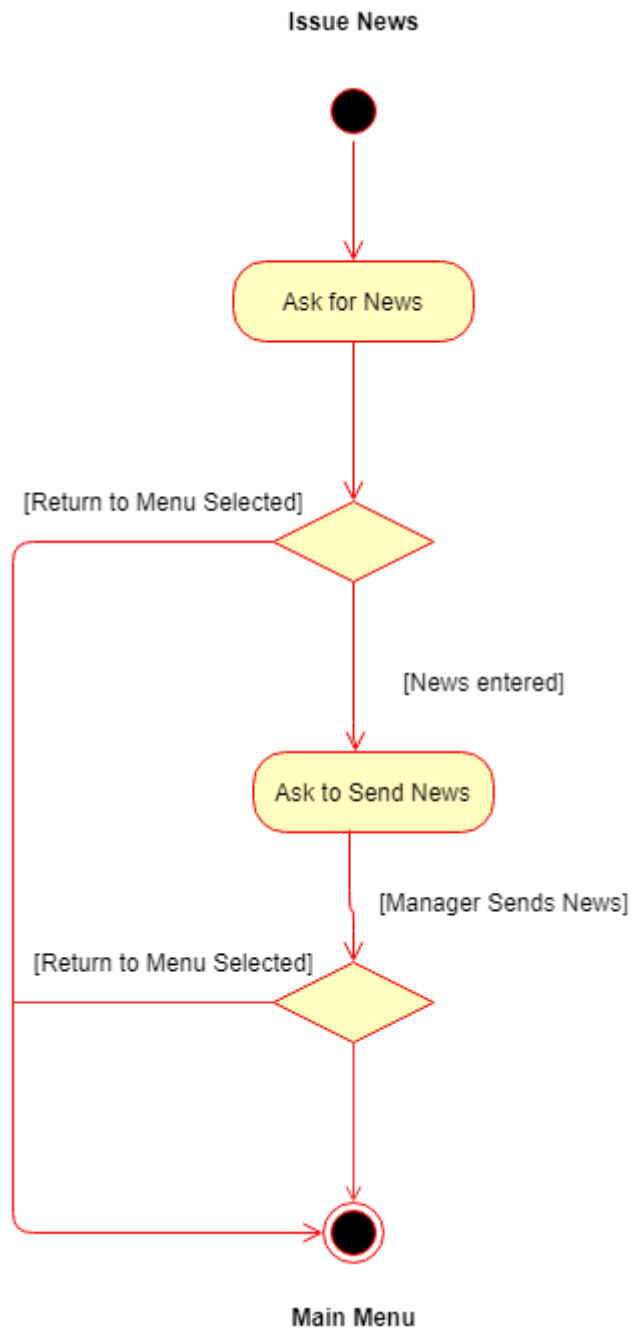 Issue News
Ask for News
[Return to Menu Selected]
[News entered]
Ask to Send News
[Manager Sends News]
[Return to Menu Selected]
Main Menu